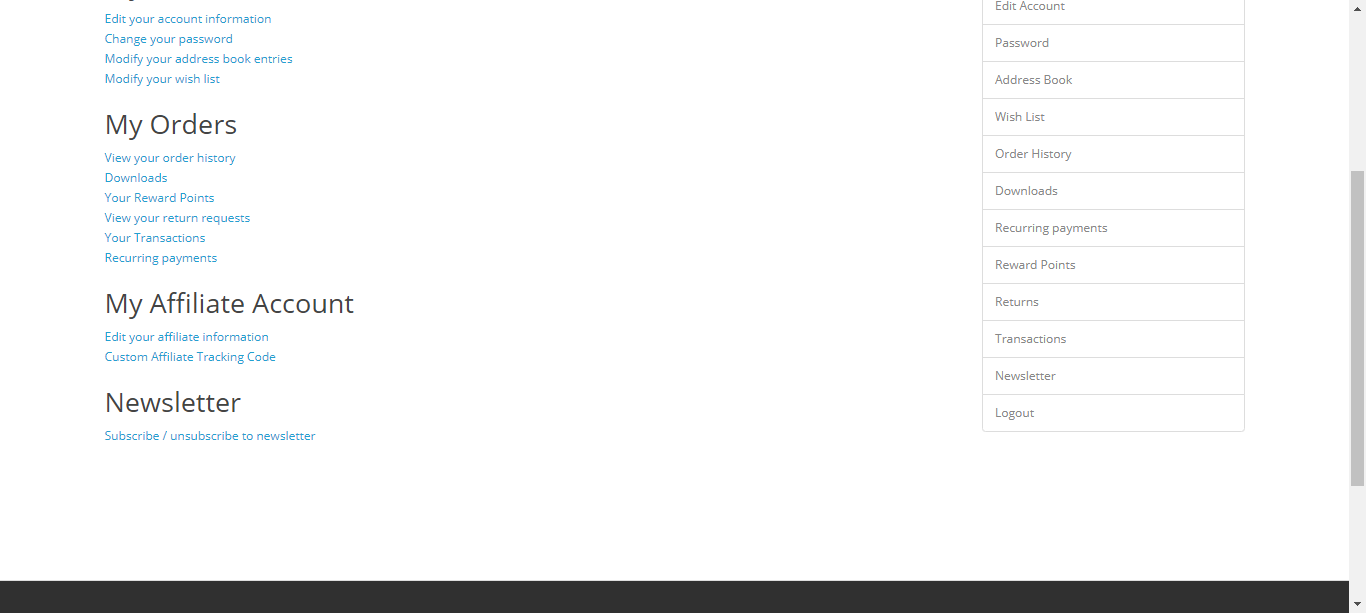 Edit your account information
Change your password
Modify your address book entries
Modify your wish list
My Orders
View your order history
Downloads
Your Reward Points
View your return requests
Your Transactions
Recurring payments
My Affiliate Account
Edit your affiliate information
Custom Affiliate Tracking Code
Newsletter
Subscribe / unsubscribe to newsletter
Edit Account
Password
Address Book
Wish List
Order History
Downloads
Recurring payments
Reward Points
Returns
Transactions
Newsletter
Logout